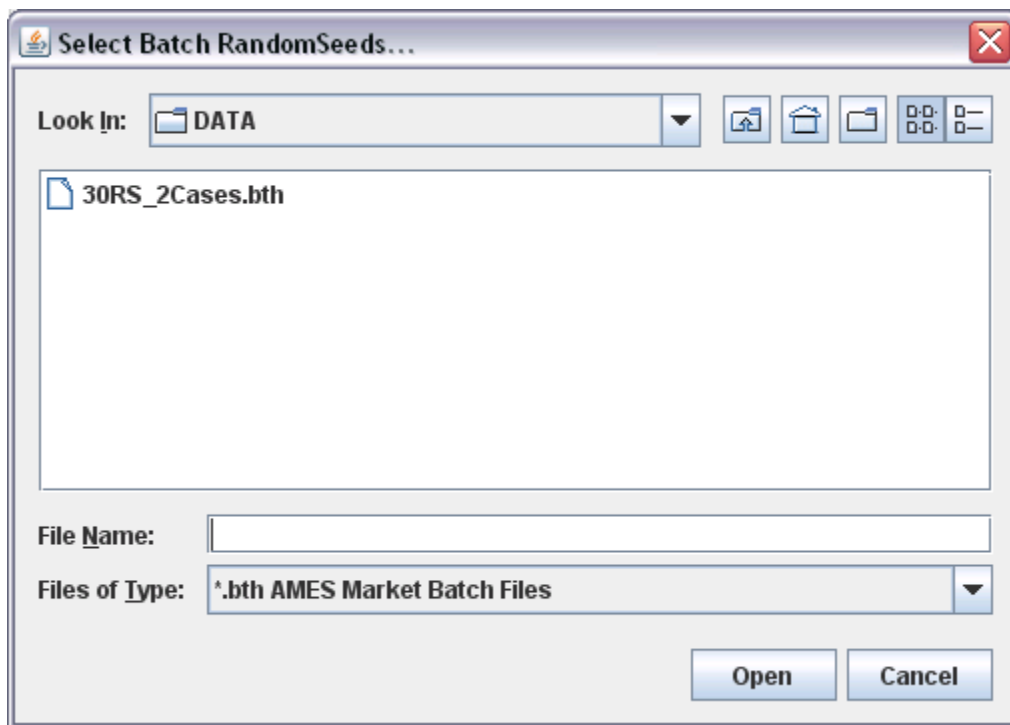 Select Batch RandomSeeds...
Look In: DATA
30RS_2Cases.bth
File Name:
Files of Type: *.bth AMES Market Batch Files
Open Cancel